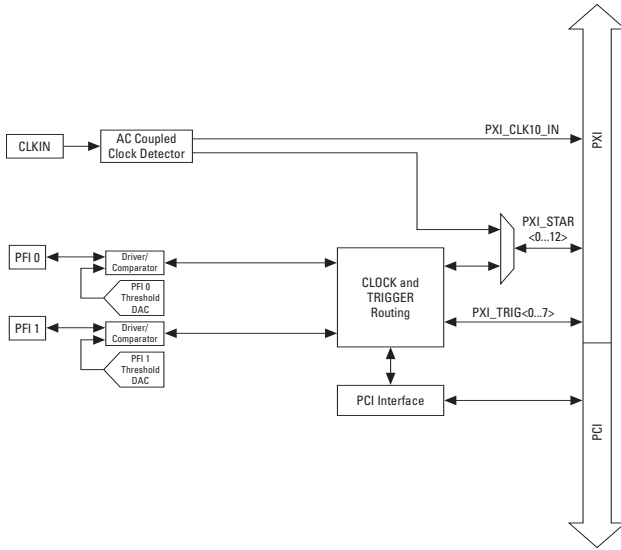 PXI_CLK10_IN
CLKIN
AC Coupled
Clock Detector
PXI
PXI_STAR
<0...12>
PFI 0
Driver/
Comparator
PFI 0
Threshold
DAC
CLOCK and
TRIGGER
Routing
PXI_TRIG<0...7>
PFI 1
Driver/
Comparator
PFI 1
Threshold
DAC
PCI Interface
PCI